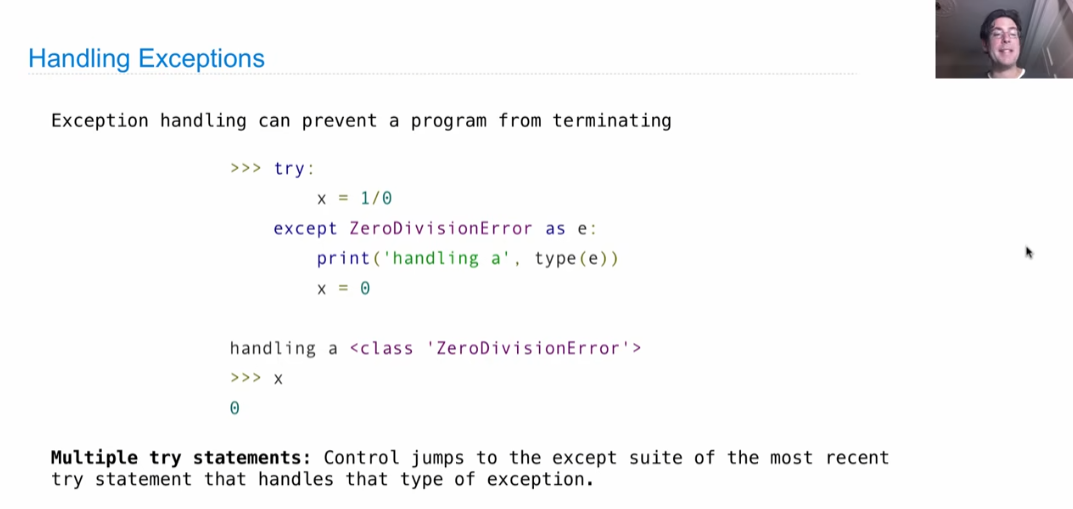 Handling Exceptions
Exception handling can prevent a program from terminating
>>> try:
        x = 1/0
    except ZeroDivisionError as e:
        print('handling a', type(e))
        x = 0
handling a <class 'ZeroDivisionError'>
>>> x
0
Multiple try statements: Control jumps to the except suite of the most recent
try statement that handles that type of exception.